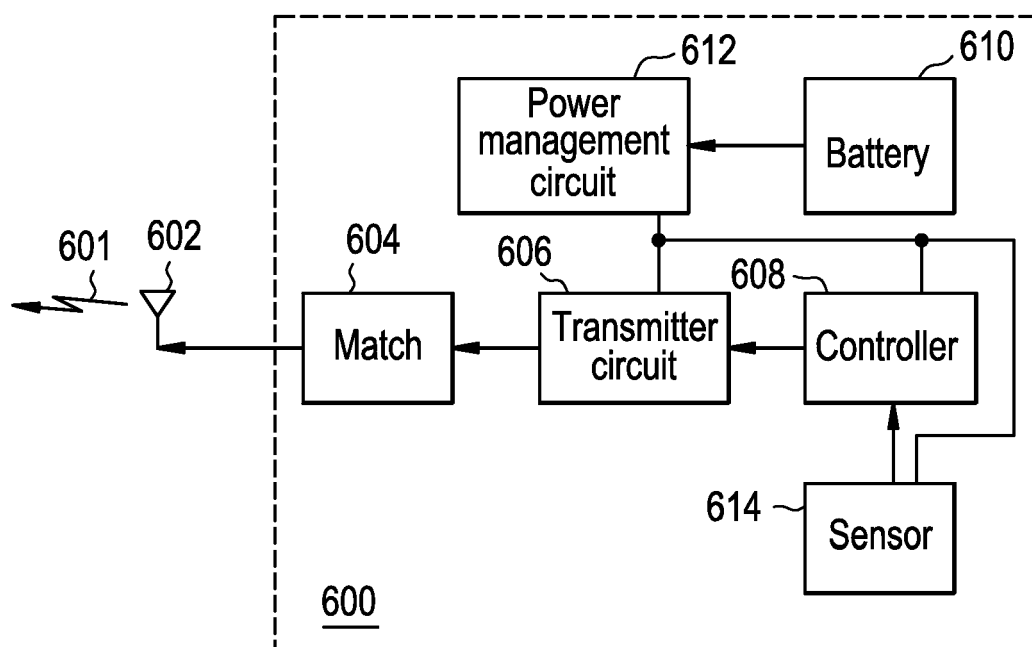 612
610
Power
management
circuit
Battery
601
602
604
606
608
Match
Transmitter
circuit
Controller
614
Sensor
600